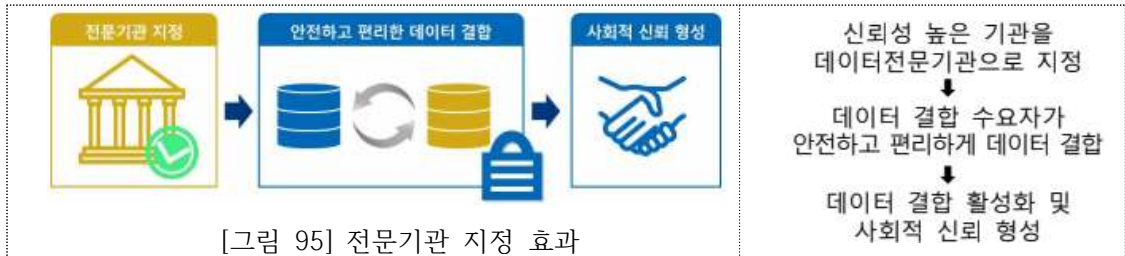 전문기관 지정
안전하고 편리한 데이터 결합
사회적 신뢰 형성
[그림 95] 전문기관 지정 효과
신뢰성 높은 기관을
데이터전문기관으로 지정
⬇
데이터 결합 수요자가
안전하고 편리하게 데이터 결합
⬇
데이터 결합 활성화 및
사회적 신뢰 형성